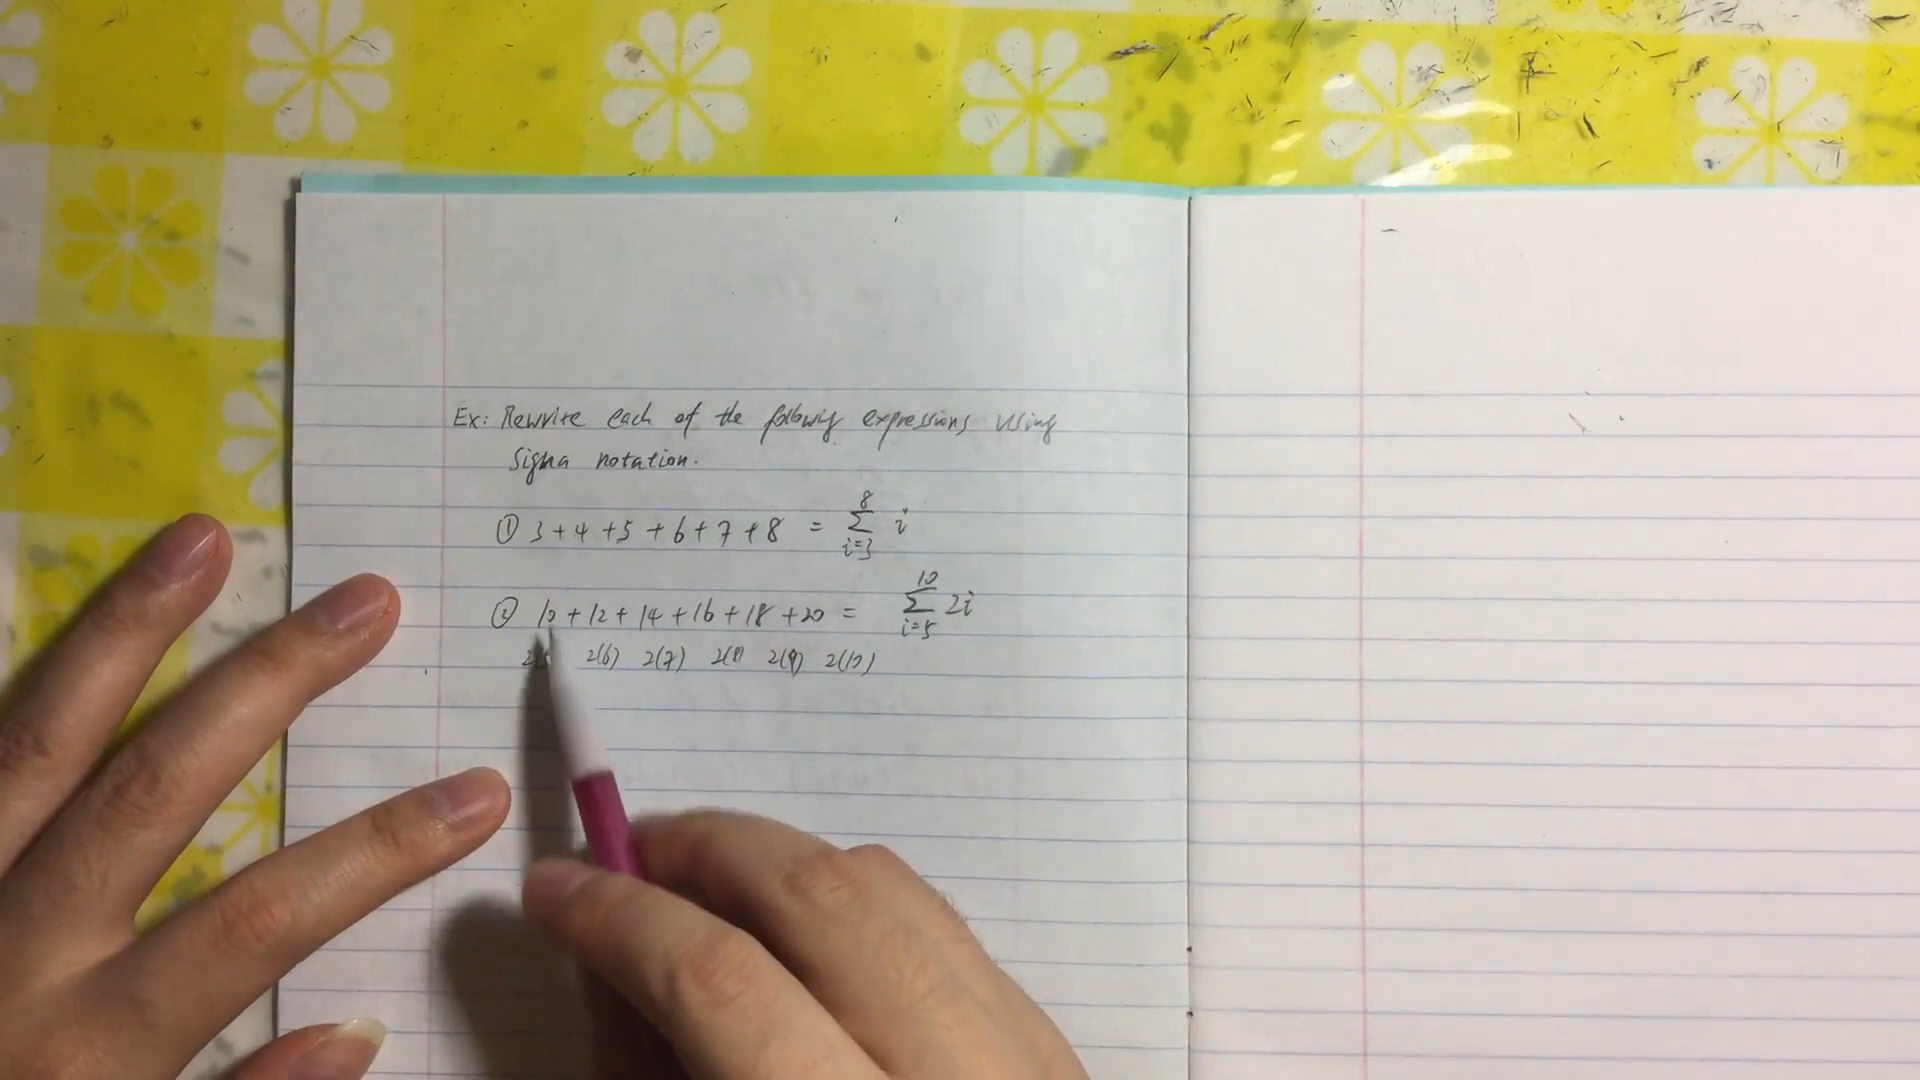 Ex: Rewrite each of the following expressions using
Sigma notation.
① 3+4+5+6+7+8 = \sum_{i=3}^{8} i
② 10+12+14+16+18+20 = \sum_{i=5}^{10} 2i
2(6) 2(7) 2(8) 2(9) 2(10)